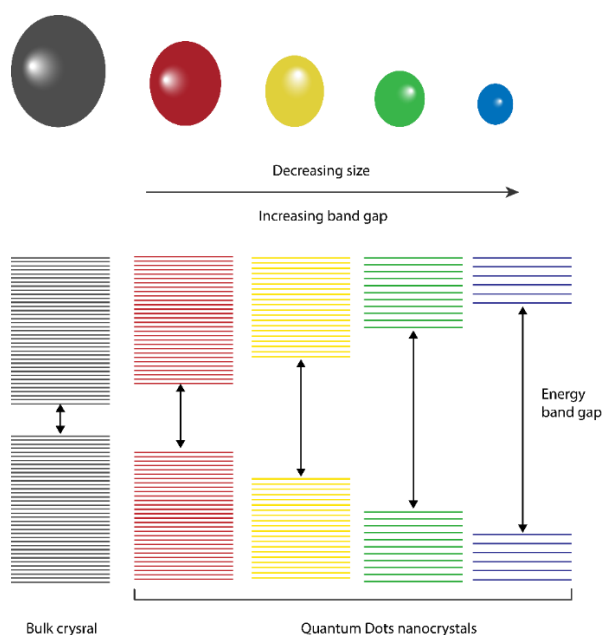 Decreasing size
Increasing band gap
Energy
band gap
Bulk crysral
Quantum Dots nanocrystals